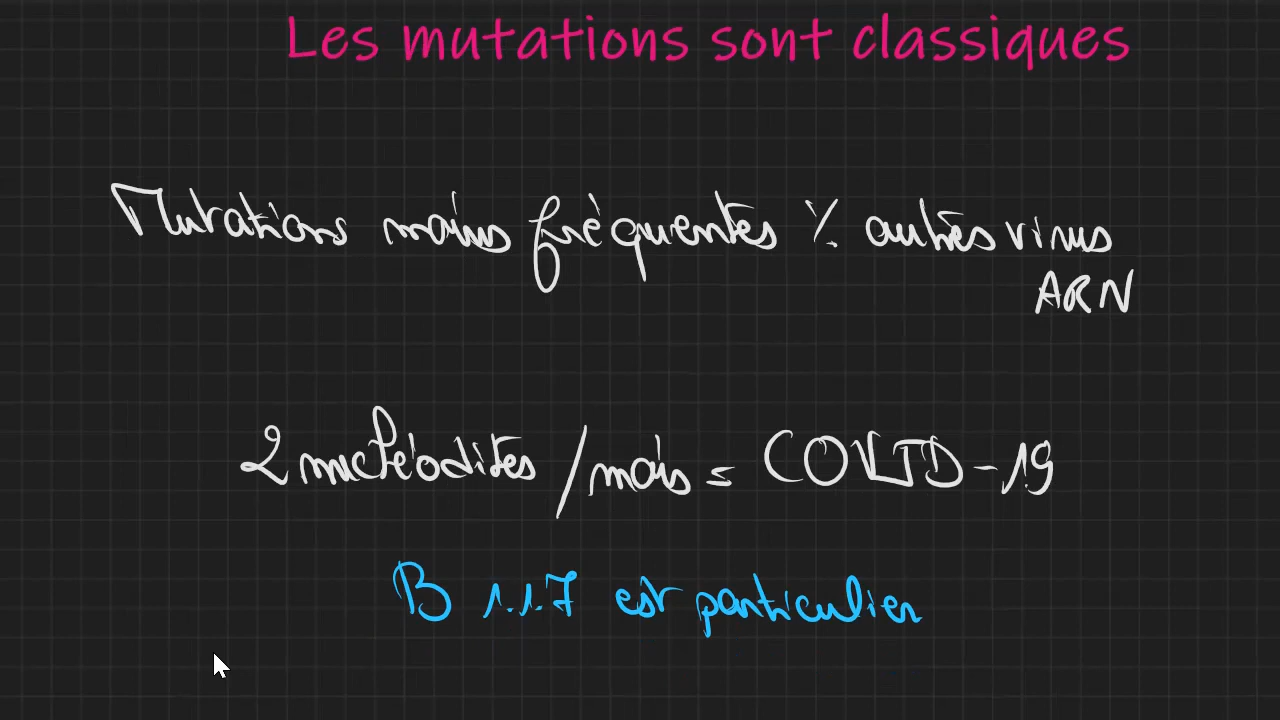 Les mutations sont classiques
Mutations moins fréquentes % autres virus
ARN
2 nucléodites / mois = COVID-19
B 1.1.7 est particulier